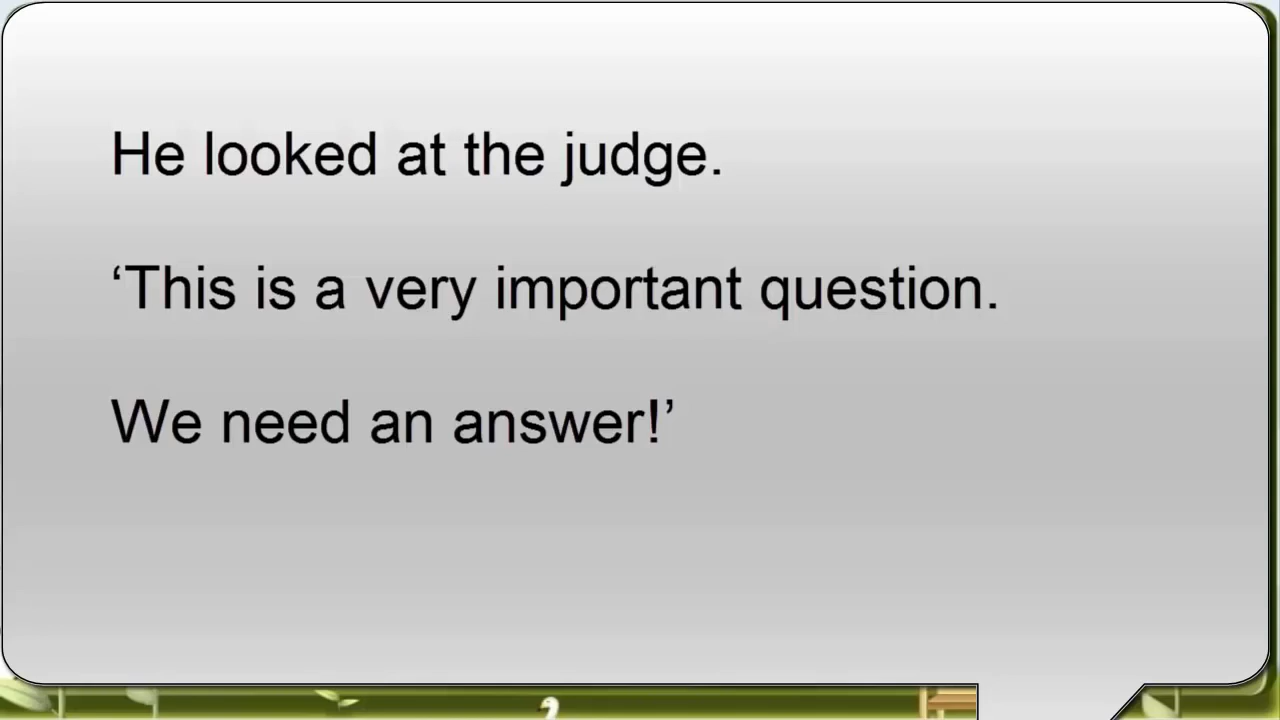 He looked at the judge.
‘This is a very important question.
We need an answer!’